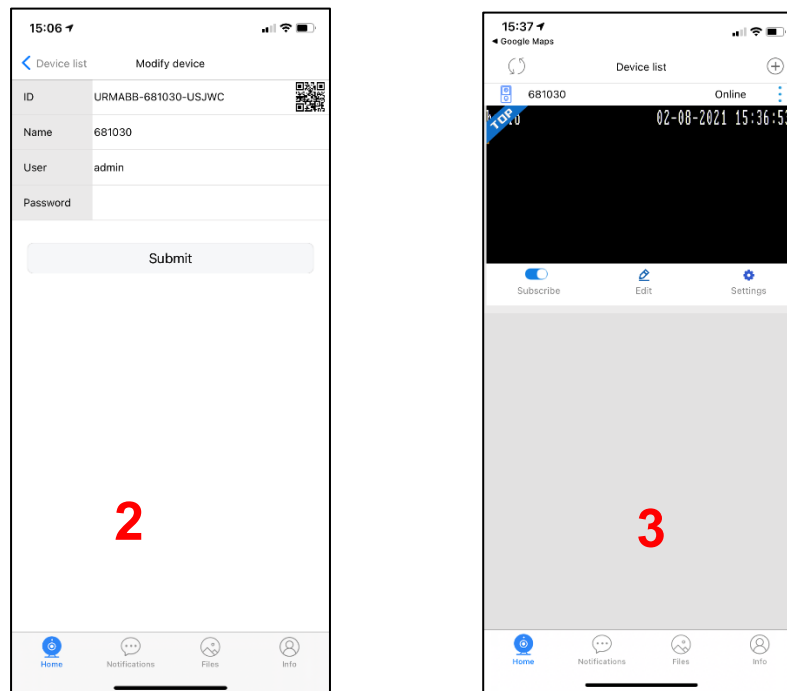 15:06
Device list
Modify device
ID
URMABB-681030-USJWC
Name
681030
User
admin
Password
Submit
2
Home
Notifications
Files
Info
15:37
Google Maps
Device list
681030
Online
TOP
02-08-2021 15:36:53
Subscribe
Edit
Settings
3
Home
Notifications
Files
Info